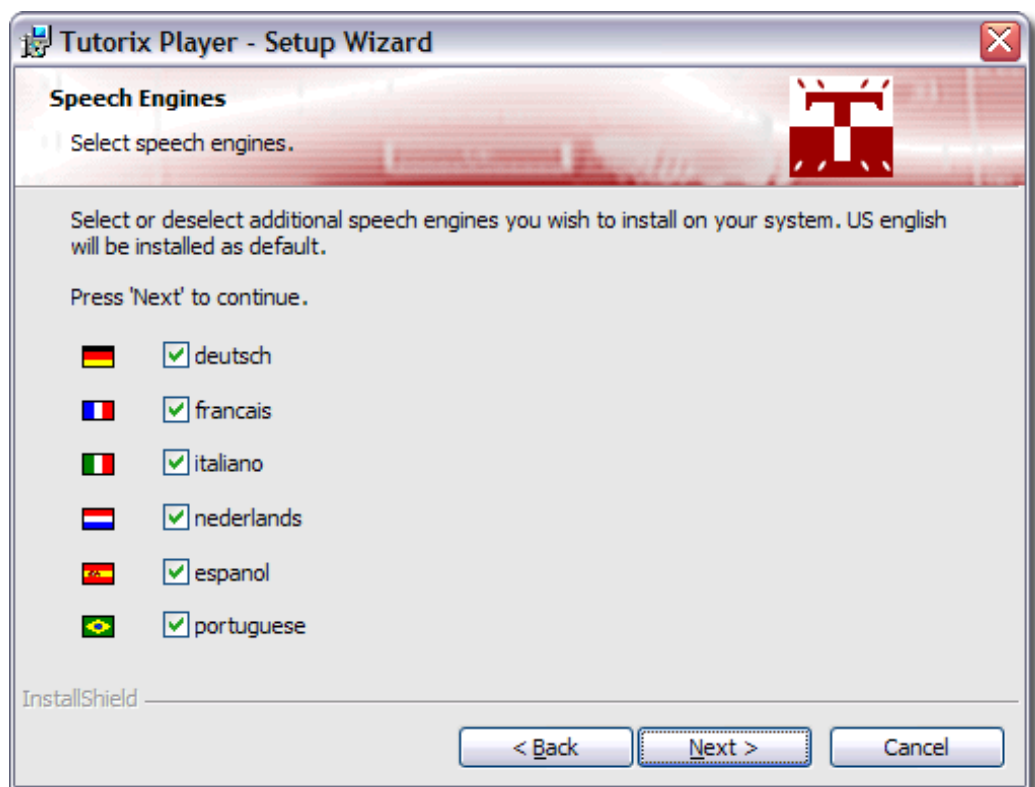 Tutorix Player - Setup Wizard
Speech Engines
Select speech engines.
T
Select or deselect additional speech engines you wish to install on your system. US english
will be installed as default.
Press 'Next' to continue.
deutsch
francais
italiano
nederlands
espanol
portuguese
InstallShield
< Back Next > Cancel